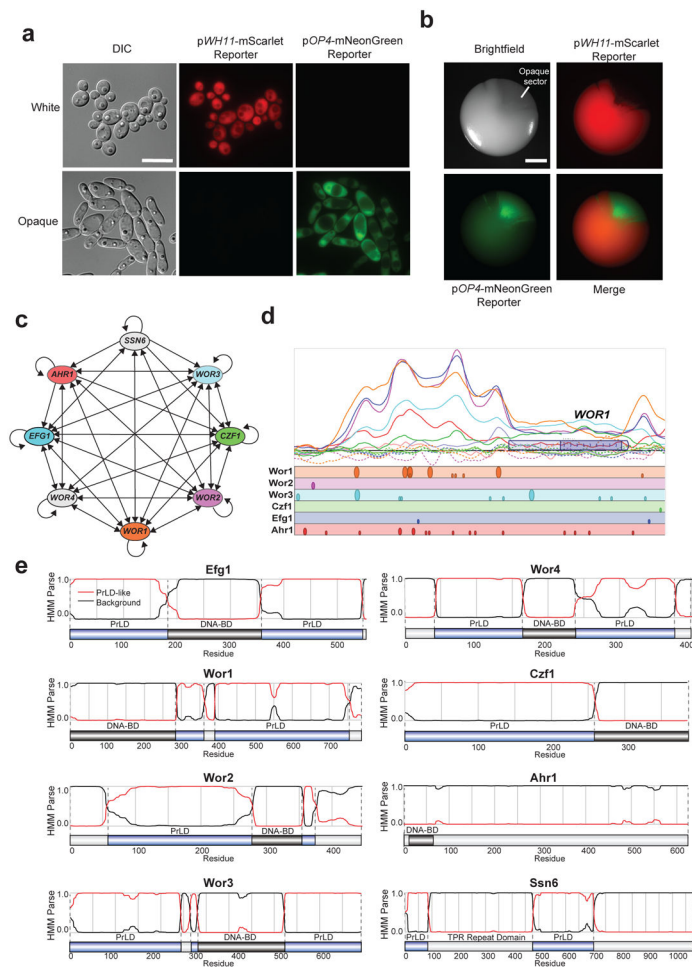 a
DIC
pWH11-mScarlet
Reporter
pOP4-mNeonGreen
Reporter
White
Opaque
b
Brightfield
pWH11-mScarlet
Reporter
Opaque
sector
pOP4-mNeonGreen
Reporter
Merge
c
SSN6
AHR1
WOR3
EFG1
CZF1
WOR4
WOR2
WOR1
d
WOR1
Wor1
Wor2
Wor3
Czf1
Efg1
Ahr1
e
Efg1
HMM Parse
1.0
0.0
PrLD-like
Background
PrLD
DNA-BD
PrLD
0 100 200 300 400 500
Residue
Wor4
HMM Parse
1.0
0.0
PrLD
DNA-BD
PrLD
0 100 200 300 400
Residue
Wor1
HMM Parse
1.0
0.0
DNA-BD
PrLD
0 100 200 300 400 500 600 700
Residue
Czf1
HMM Parse
1.0
0.0
PrLD
DNA-BD
0 100 200 300
Residue
Wor2
HMM Parse
1.0
0.0
PrLD
DNA-BD
0 100 200 300 400
Residue
Ahr1
HMM Parse
1.0
0.0
DNA-BD
0 100 200 300 400 500 600
Residue
Wor3
HMM Parse
1.0
0.0
PrLD
DNA-BD
PrLD
0 100 200 300 400 500 600
Residue
Ssn6
HMM Parse
1.0
0.0
PrLD
TPR Repeat Domain
PrLD
0 100 200 300 400 500 600 700 800 900 1000
Residue